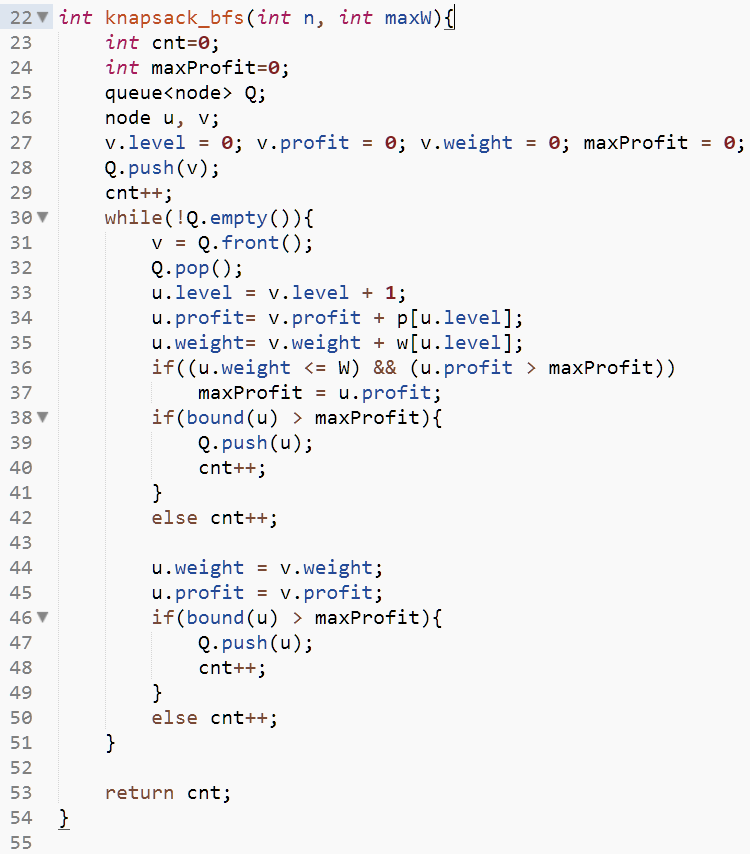 22 int knapsack_bfs(int n, int maxW){
23     int cnt=0;
24     int maxProfit=0;
25     queue<node> Q;
26     node u, v;
27     v.level = 0; v.profit = 0; v.weight = 0; maxProfit = 0;
28     Q.push(v);
29     cnt++;
30     while(!Q.empty()){
31         v = Q.front();
32         Q.pop();
33         u.level = v.level + 1;
34         u.profit= v.profit + p[u.level];
35         u.weight= v.weight + w[u.level];
36         if((u.weight <= W) && (u.profit > maxProfit))
37             maxProfit = u.profit;
38         if(bound(u) > maxProfit){
39             Q.push(u);
40             cnt++;
41         }
42         else cnt++;
43
44         u.weight = v.weight;
45         u.profit = v.profit;
46         if(bound(u) > maxProfit){
47             Q.push(u);
48             cnt++;
49         }
50         else cnt++;
51     }
52
53     return cnt;
54 }
55